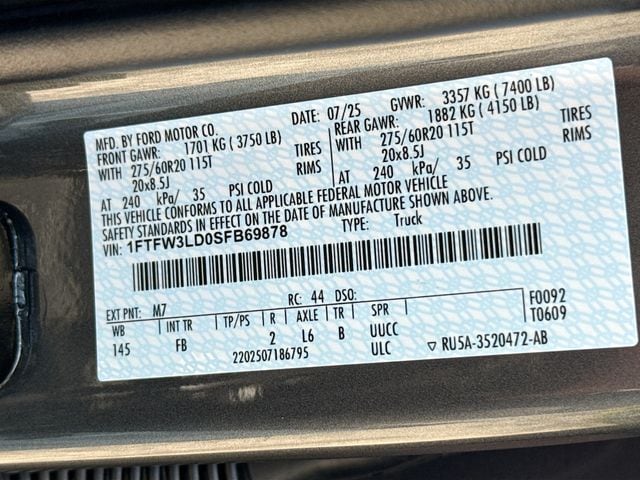 MFD. BY FORD MOTOR CO.
DATE: 07/25 GVWR: 3357 KG ( 7400 LB)
FRONT GAWR: 1701 KG ( 3750 LB)
REAR GAWR: 1882 KG ( 4150 LB)
WITH 275/60R20 115T TIRES
WITH 275/60R20 115T TIRES
20x8.5J RIMS
20x8.5J RIMS
AT 240 kPa/ 35 PSI COLD
AT 240 kPa/ 35 PSI COLD
THIS VEHICLE CONFORMS TO ALL APPLICABLE FEDERAL MOTOR VEHICLE
SAFETY STANDARDS IN EFFECT ON THE DATE OF MANUFACTURE SHOWN ABOVE.
VIN: 1FTFW3LD0SFB69878 TYPE: Truck
EXT PNT: M7 RC: 44 DSO: F0092
WB INT TR TP/PS R AXLE TR SPR T0609
145 FB 2 L6 B UUCC
2202507186795 ULC ▽ RU5A-3520472-AB